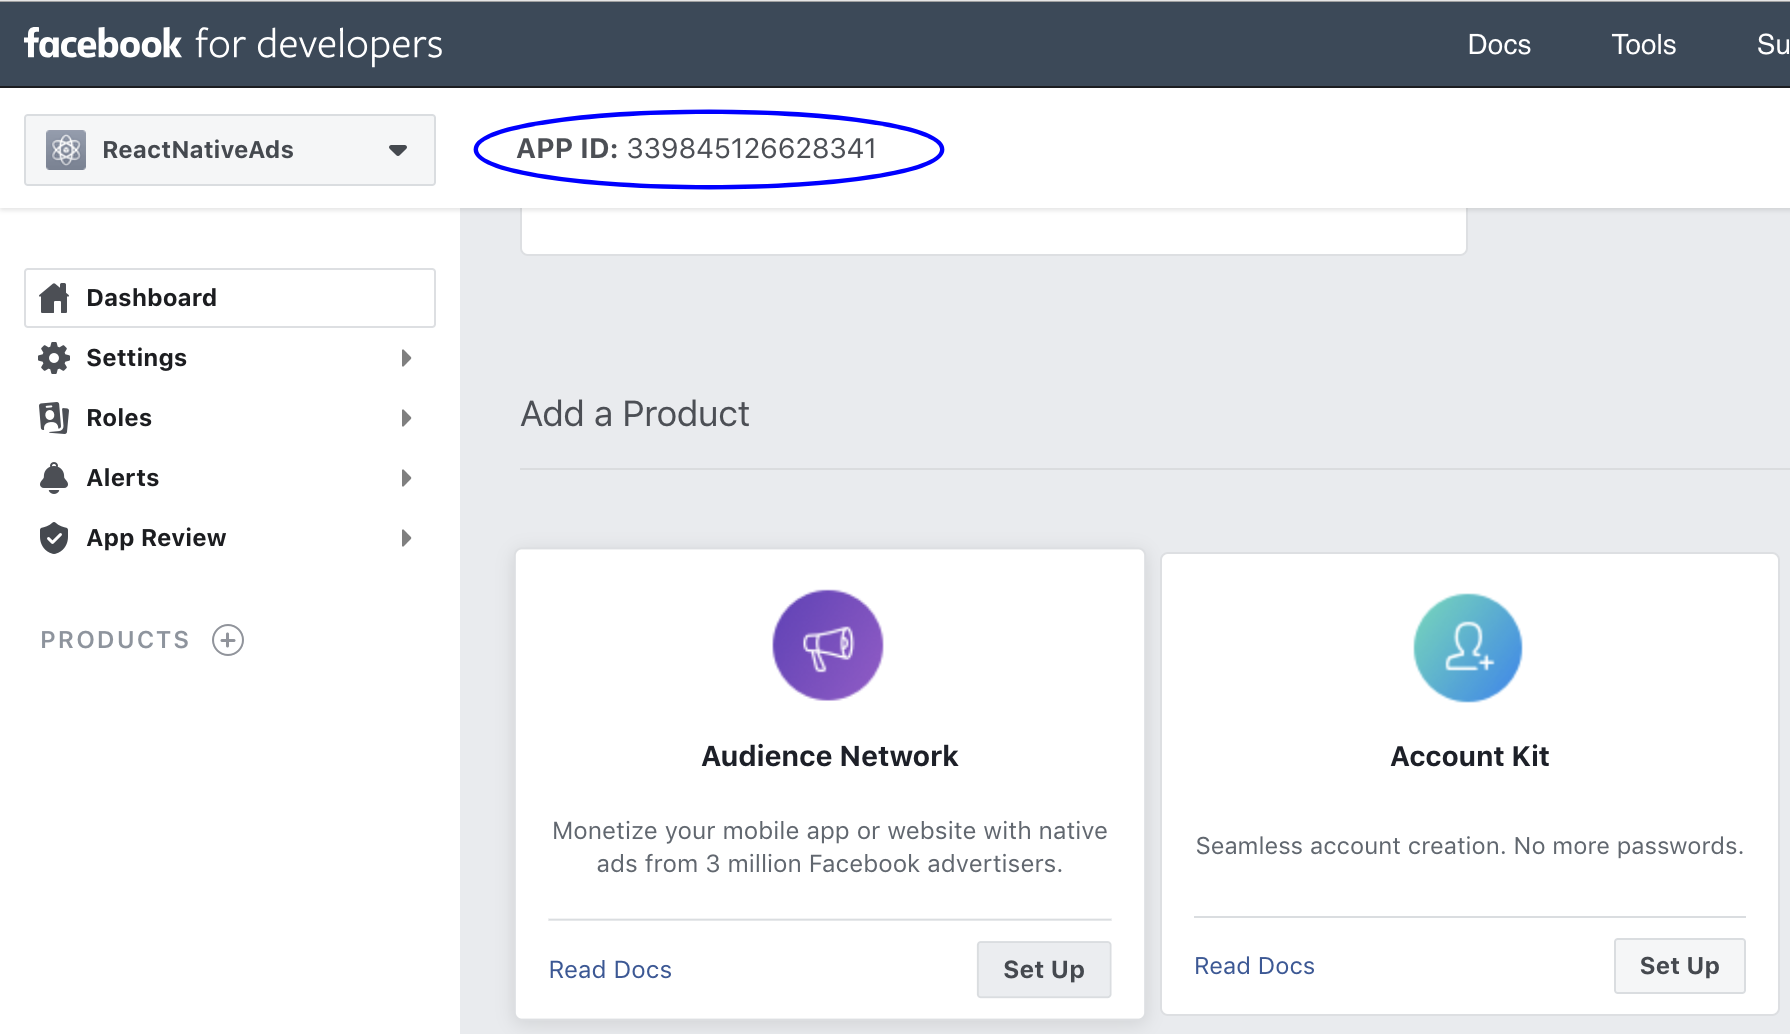 facebook for developers
Docs
Tools
Su
ReactNativeAds
APP ID: 339845126628341
Dashboard
Settings
Roles
Alerts
App Review
PRODUCTS
Add a Product
Audience Network
Monetize your mobile app or website with native
ads from 3 million Facebook advertisers.
Read Docs
Set Up
Account Kit
Seamless account creation. No more passwords.
Read Docs
Set Up